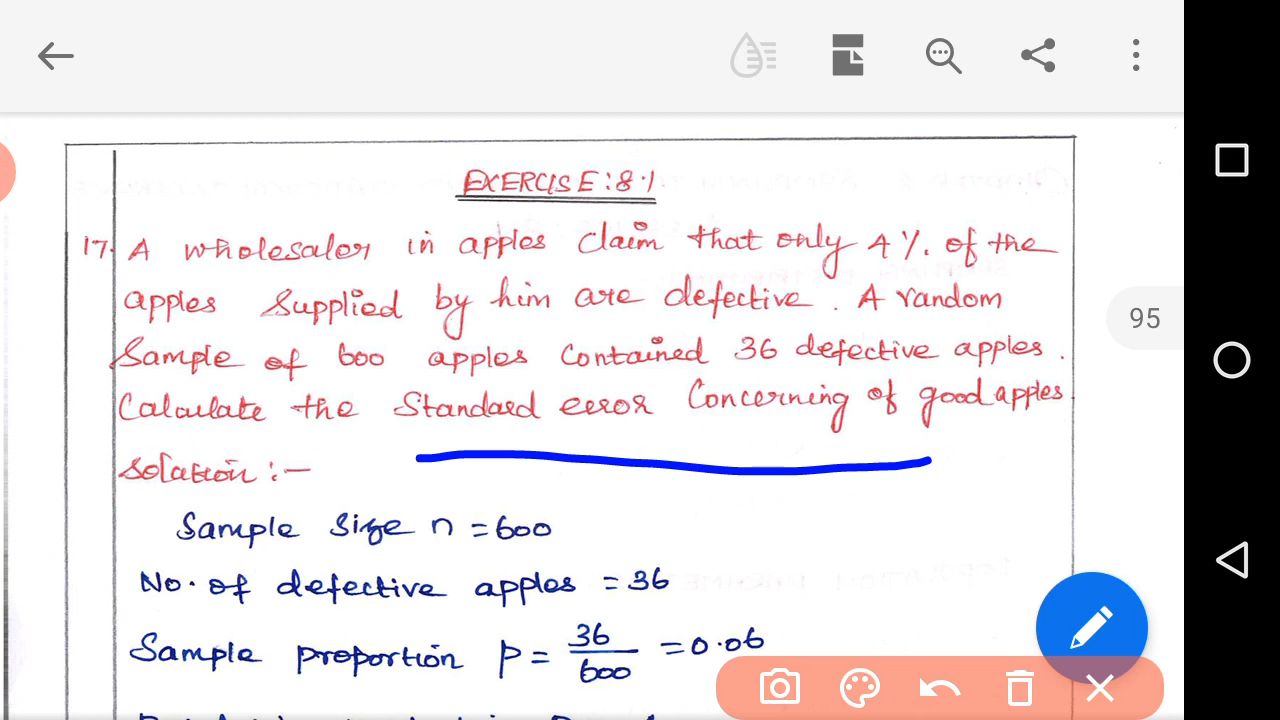 EXERCISE:8.1
17. A wholesaler in apples claim that only 4%. of the
apples supplied by him are defective. A random
Sample of 600 apples contained 36 defective apples.
Calculate the Standard error Concerning of good apples.
95
solution:-
Sample size n = 600
No. of defective apples = 36
Sample proportion p = 36/600 = 0.06